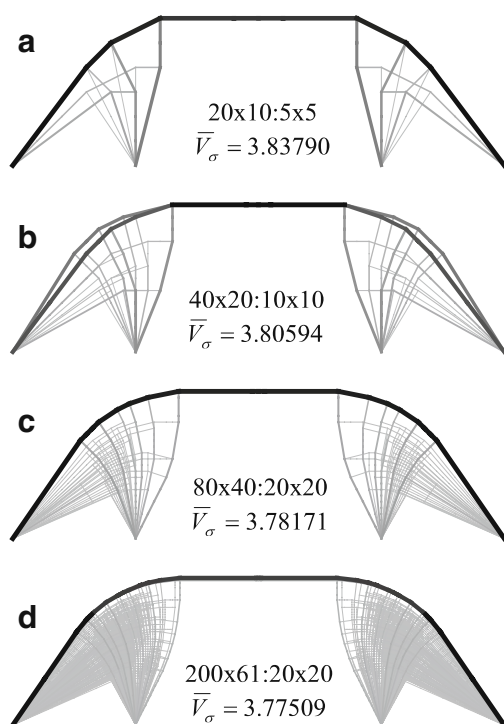 a
20x10:5x5
V̅σ = 3.83790
b
40x20:10x10
V̅σ = 3.80594
c
80x40:20x20
V̅σ = 3.78171
d
200x61:20x20
V̅σ = 3.77509